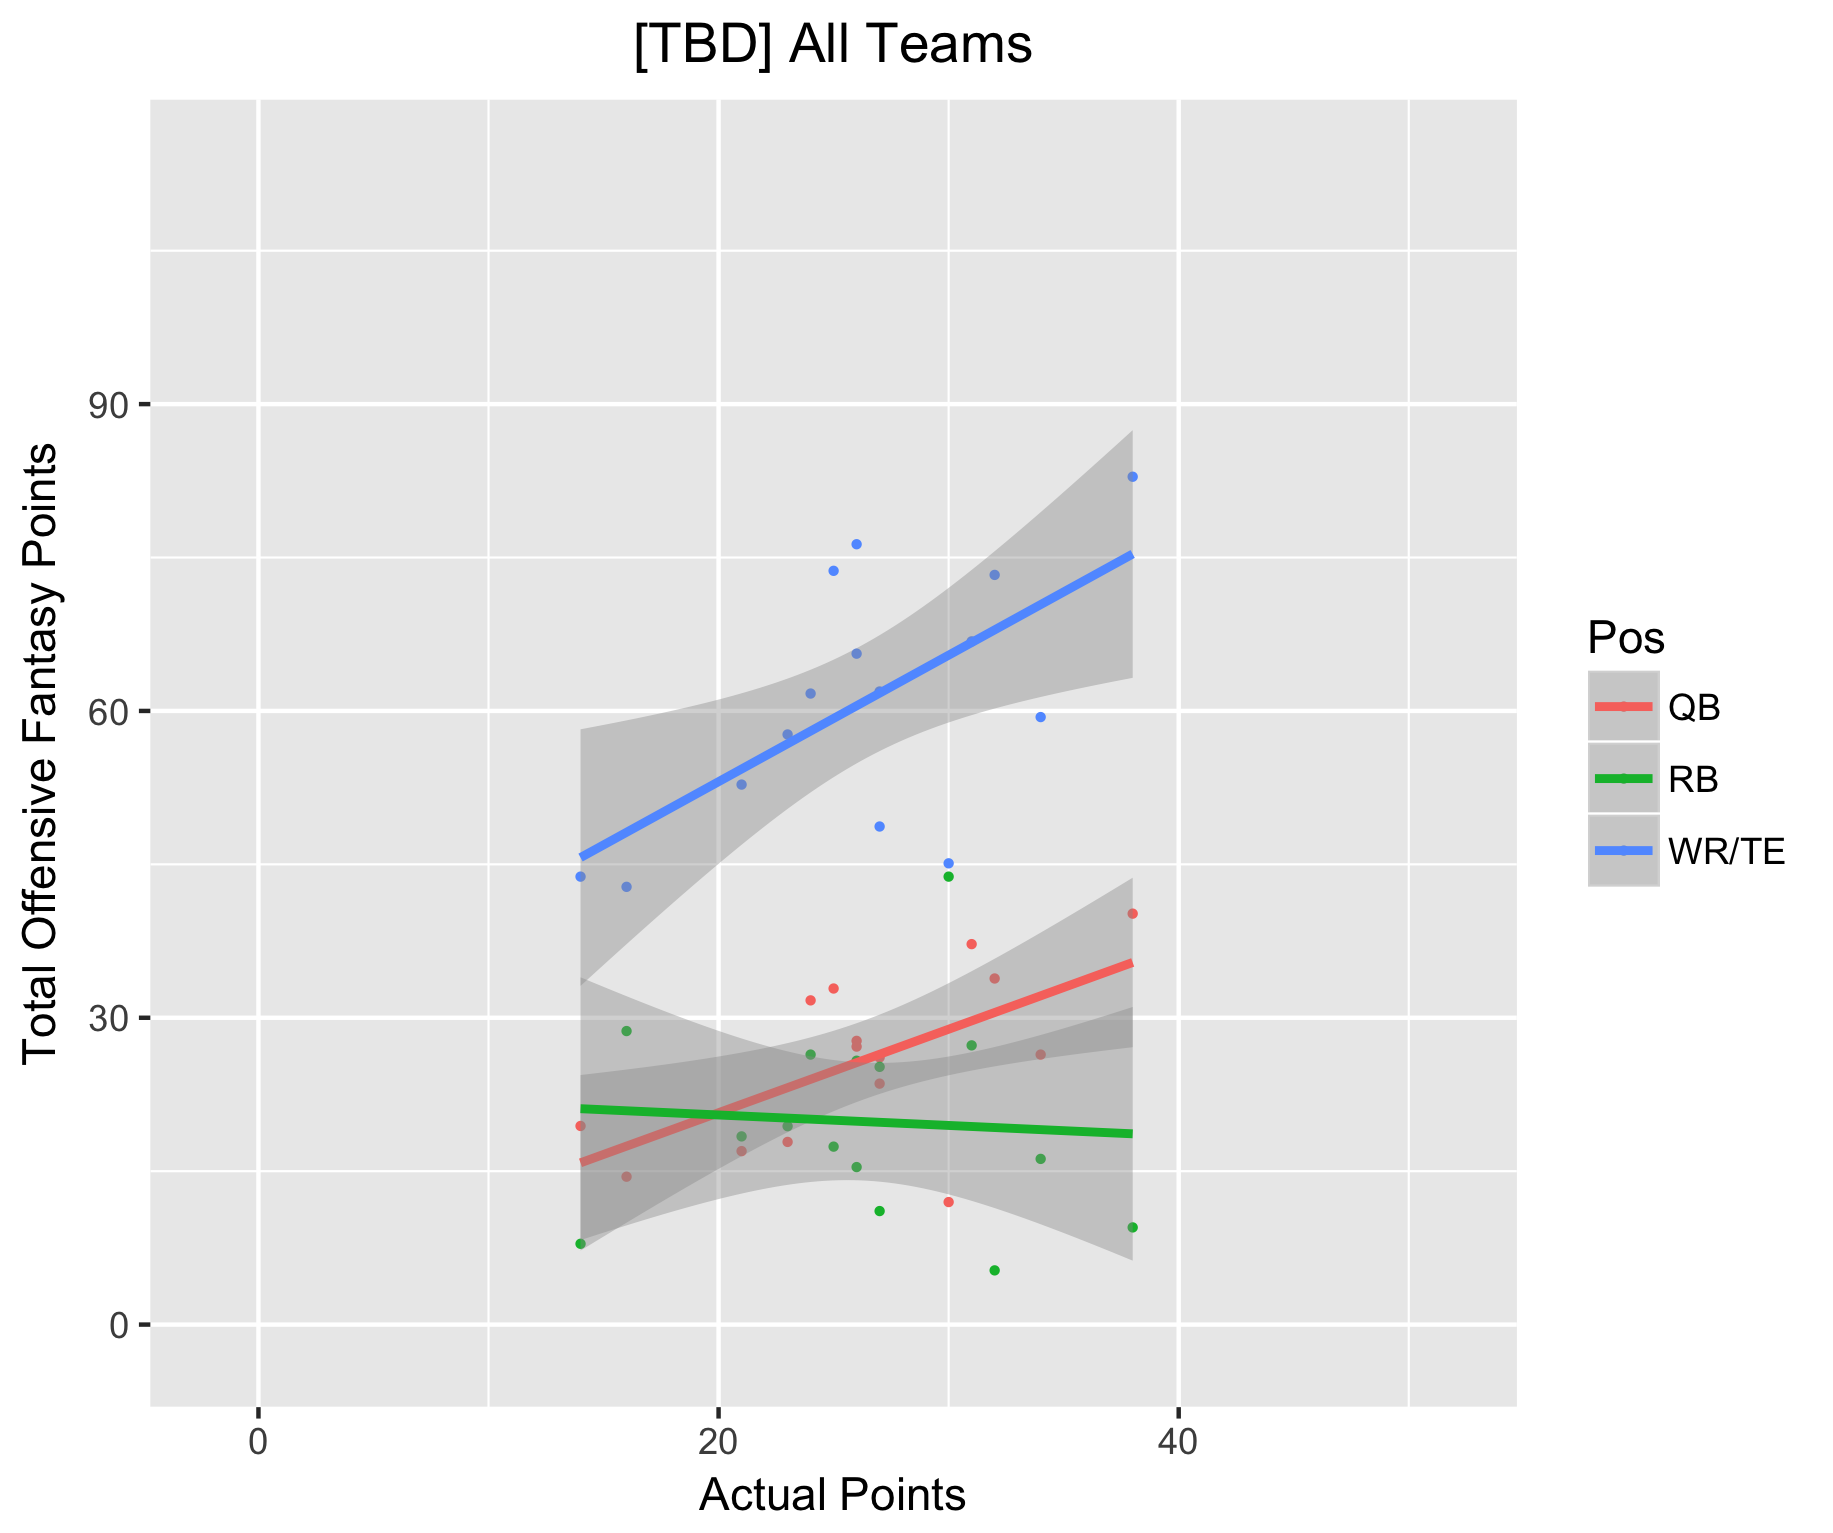 [TBD] All Teams
Total Offensive Fantasy Points
90
60
30
0
0 20 40
Actual Points
Pos
QB
RB
WR/TE